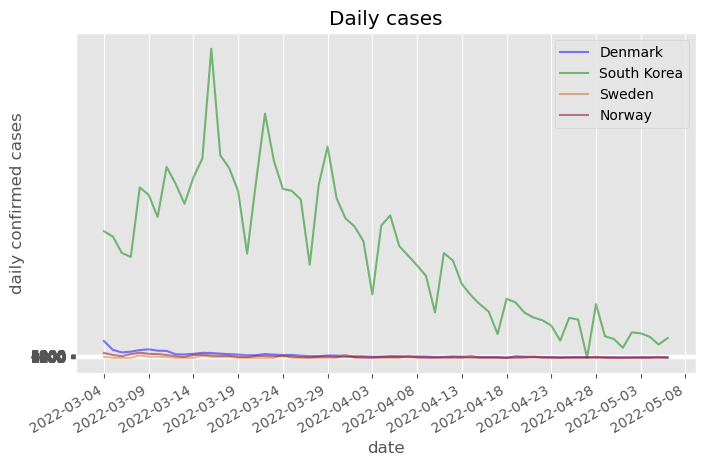 Daily cases
Denmark
South Korea
Sweden
Norway
daily confirmed cases
2022-03-04
2022-03-09
2022-03-14
2022-03-19
2022-03-24
2022-03-29
2022-04-03
2022-04-08
2022-04-13
2022-04-18
2022-04-23
2022-04-28
2022-05-03
2022-05-08
date